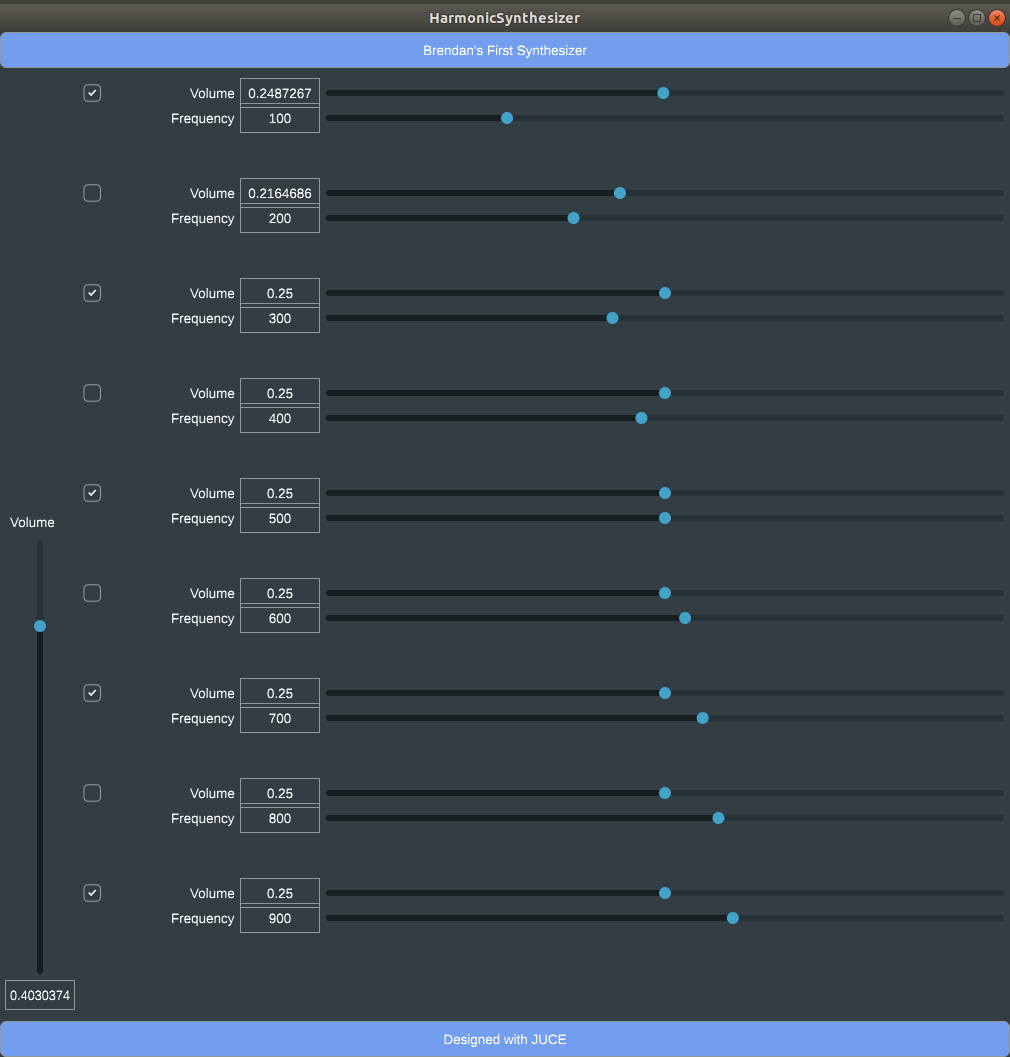 HarmonicSynthesizer
Brendan's First Synthesizer
Volume 0.2487267
Frequency 100
Volume 0.2164686
Frequency 200
Volume 0.25
Frequency 300
Volume 0.25
Frequency 400
Volume 0.25
Frequency 500
Volume
Volume 0.25
Frequency 600
Volume 0.25
Frequency 700
Volume 0.25
Frequency 800
Volume 0.25
Frequency 900
0.4030374
Designed with JUCE